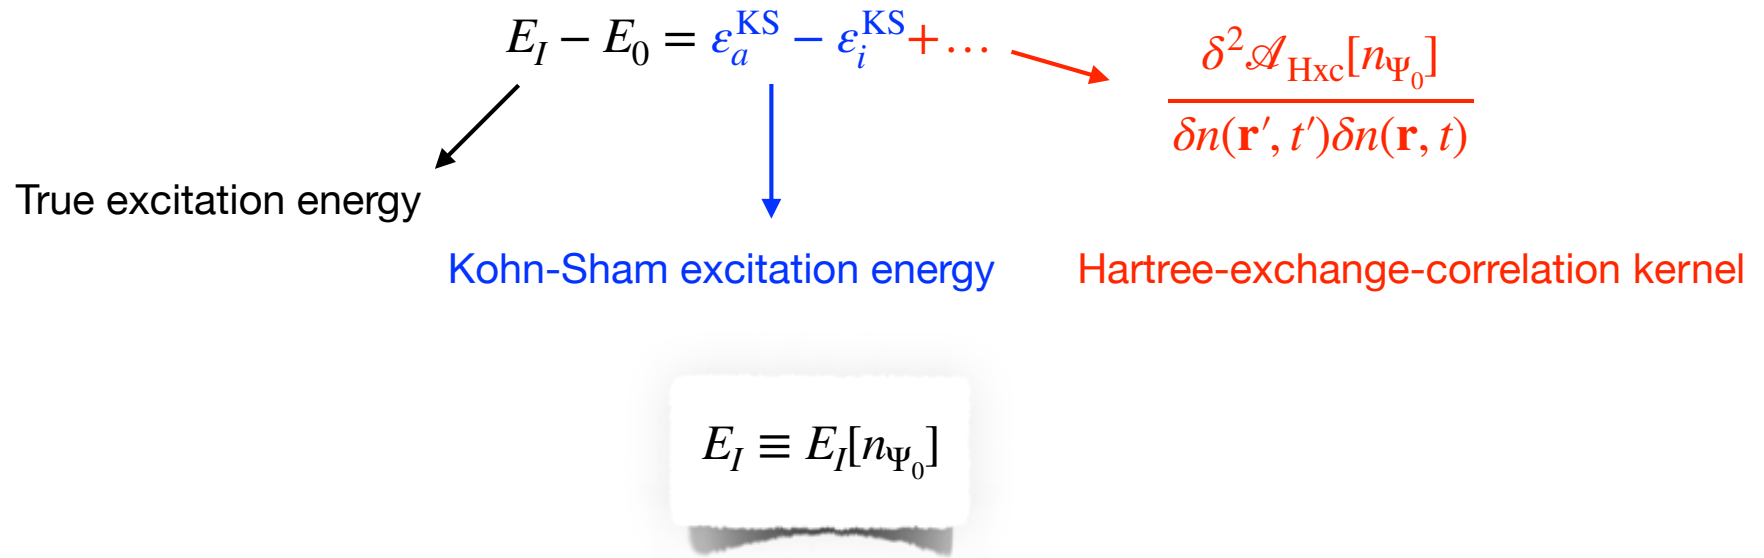 E_I − E_0 = ε_a^KS − ε_i^KS + …
δ²𝒜_Hxc[n_Ψ₀]
δn(r′, t′)δn(r, t)
True excitation energy
Kohn-Sham excitation energy
Hartree-exchange-correlation kernel
E_I ≡ E_I[n_Ψ₀]